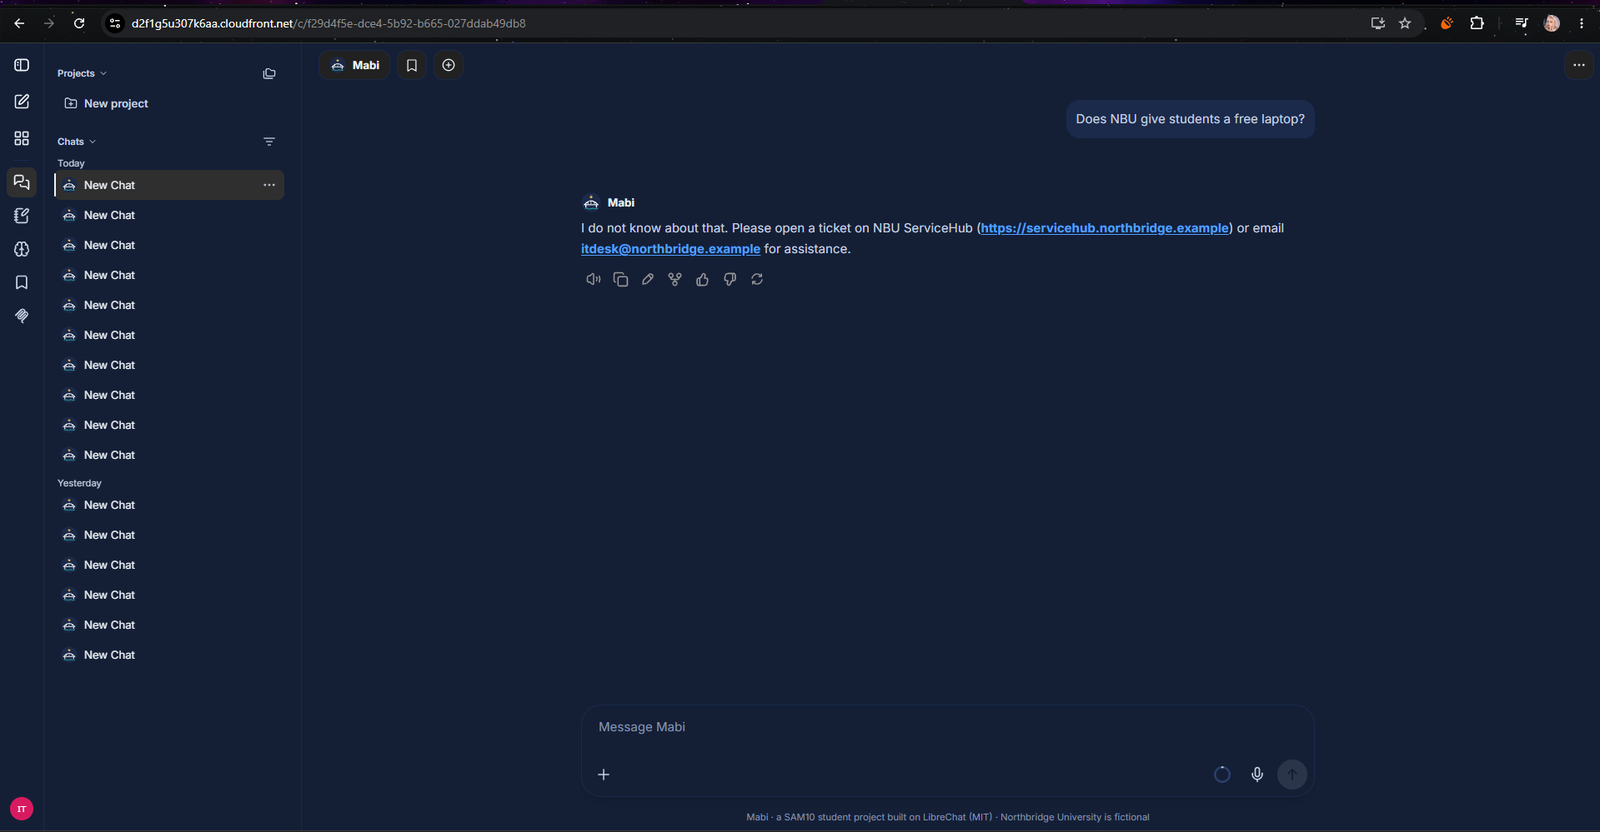 d2f1g5u307k6aa.cloudfront.net/c/f29d4f5e-dce4-5b92-b665-027ddab49db8
Projects
New project
Chats
Today
New Chat
New Chat
New Chat
New Chat
New Chat
New Chat
New Chat
New Chat
New Chat
New Chat
Yesterday
New Chat
New Chat
New Chat
New Chat
New Chat
New Chat
IT
Mabi
Does NBU give students a free laptop?
Mabi
I do not know about that. Please open a ticket on NBU ServiceHub (https://servicehub.northbridge.example) or email
itdesk@northbridge.example for assistance.
Message Mabi
Mabi · a SAM10 student project built on LibreChat (MIT) · Northbridge University is fictional